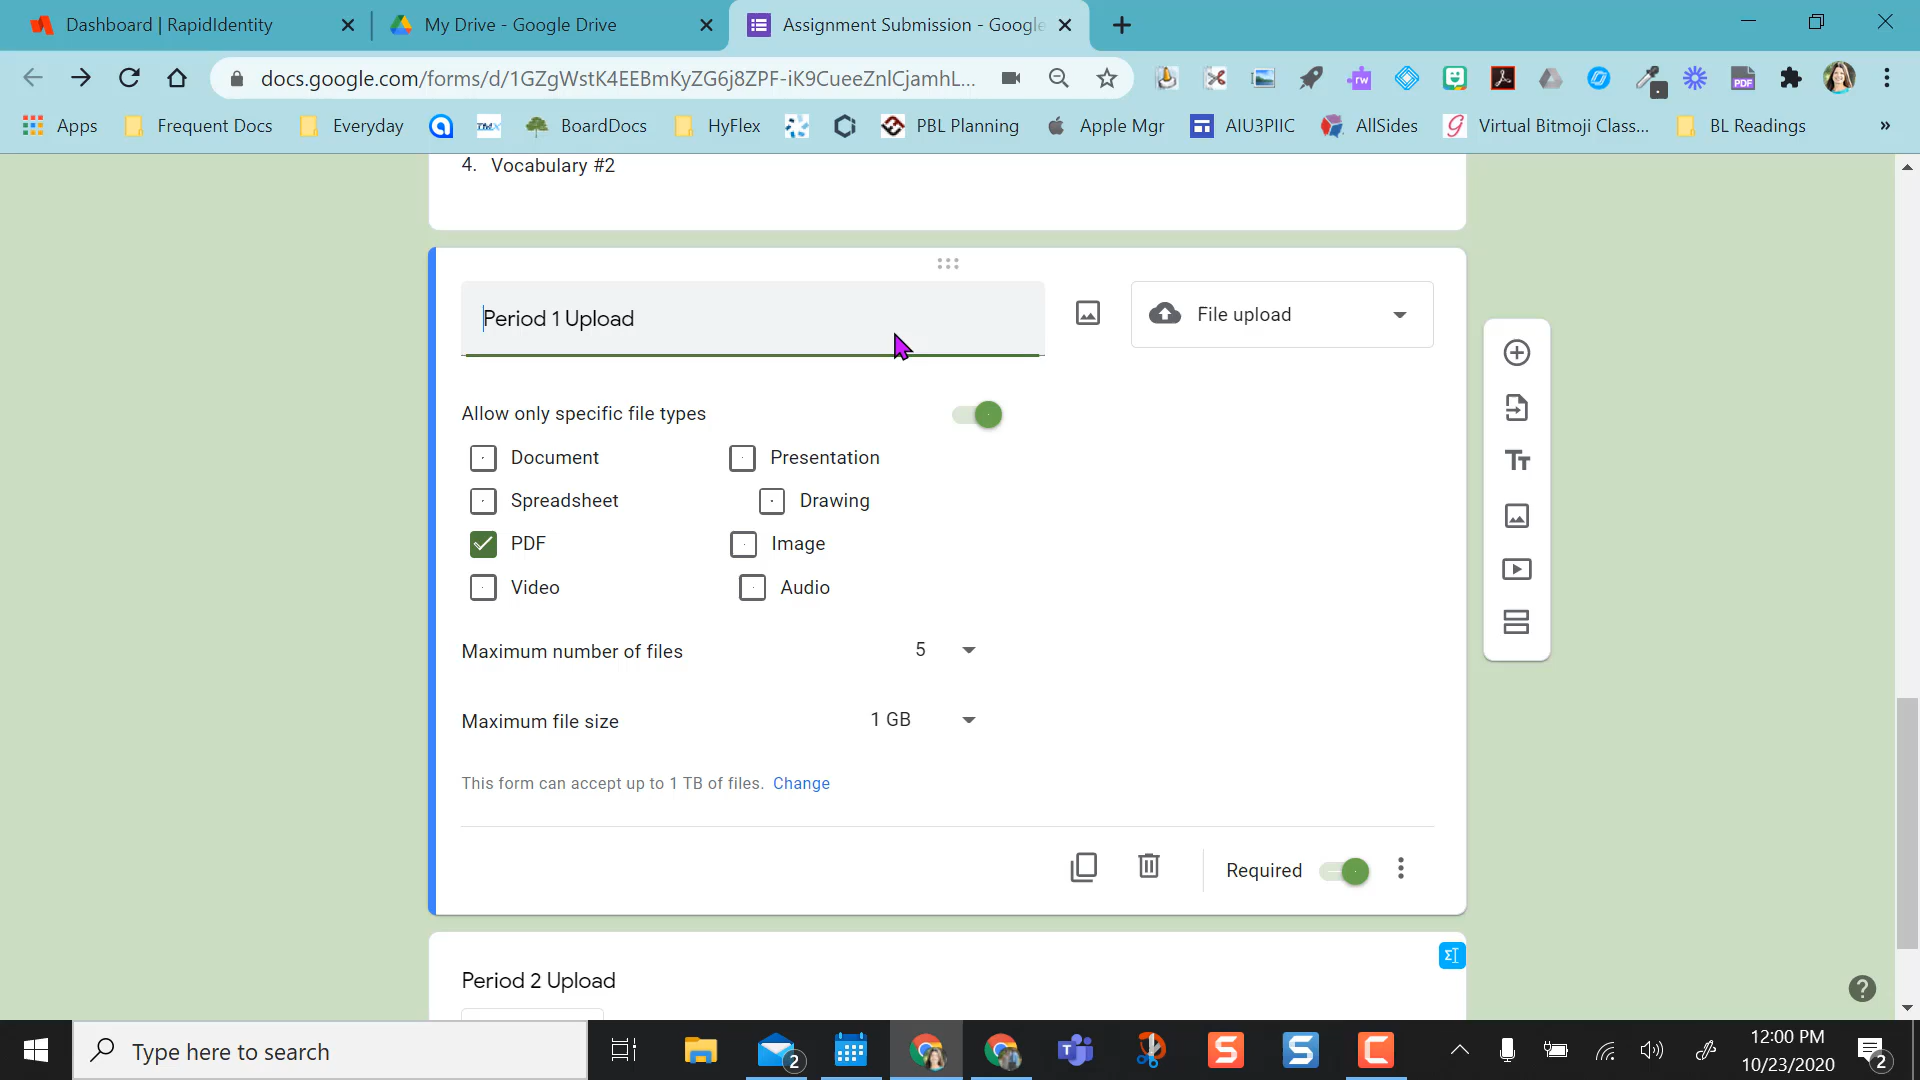 Dashboard | RapidIdentity
My Drive - Google Drive
Assignment Submission - Google
docs.google.com/forms/d/1GZgWstK4EEBmKyZG6j8ZPF-iK9CueeZnlCjamhL...
rw
PDF
Apps
Frequent Docs
Everyday
BoardDocs
HyFlex
PBL Planning
Apple Mgr
AIU3PIIC
AllSides
Virtual Bitmoji Class...
BL Readings
»
4. Vocabulary #2
Period 1 Upload
File upload
Allow only specific file types
Document
Presentation
Spreadsheet
Drawing
PDF
Image
Video
Audio
Maximum number of files
5
Maximum file size
1 GB
This form can accept up to 1 TB of files. Change
Required
Period 2 Upload
Type here to search
2
12:00 PM
10/23/2020
2